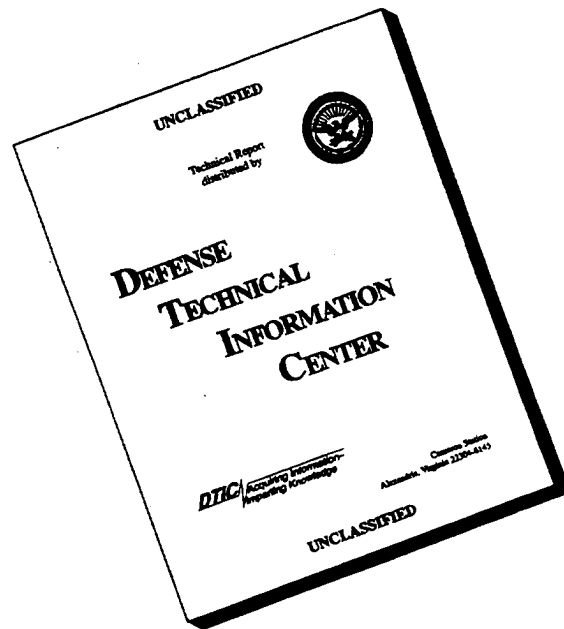 UNCLASSIFIED
Technical Report
distributed by
DEFENSE
TECHNICAL
INFORMATION
CENTER
DTIC Acquiring Information-
Imparting Knowledge
Cameron Station
Alexandria, Virginia 22304-6145
UNCLASSIFIED